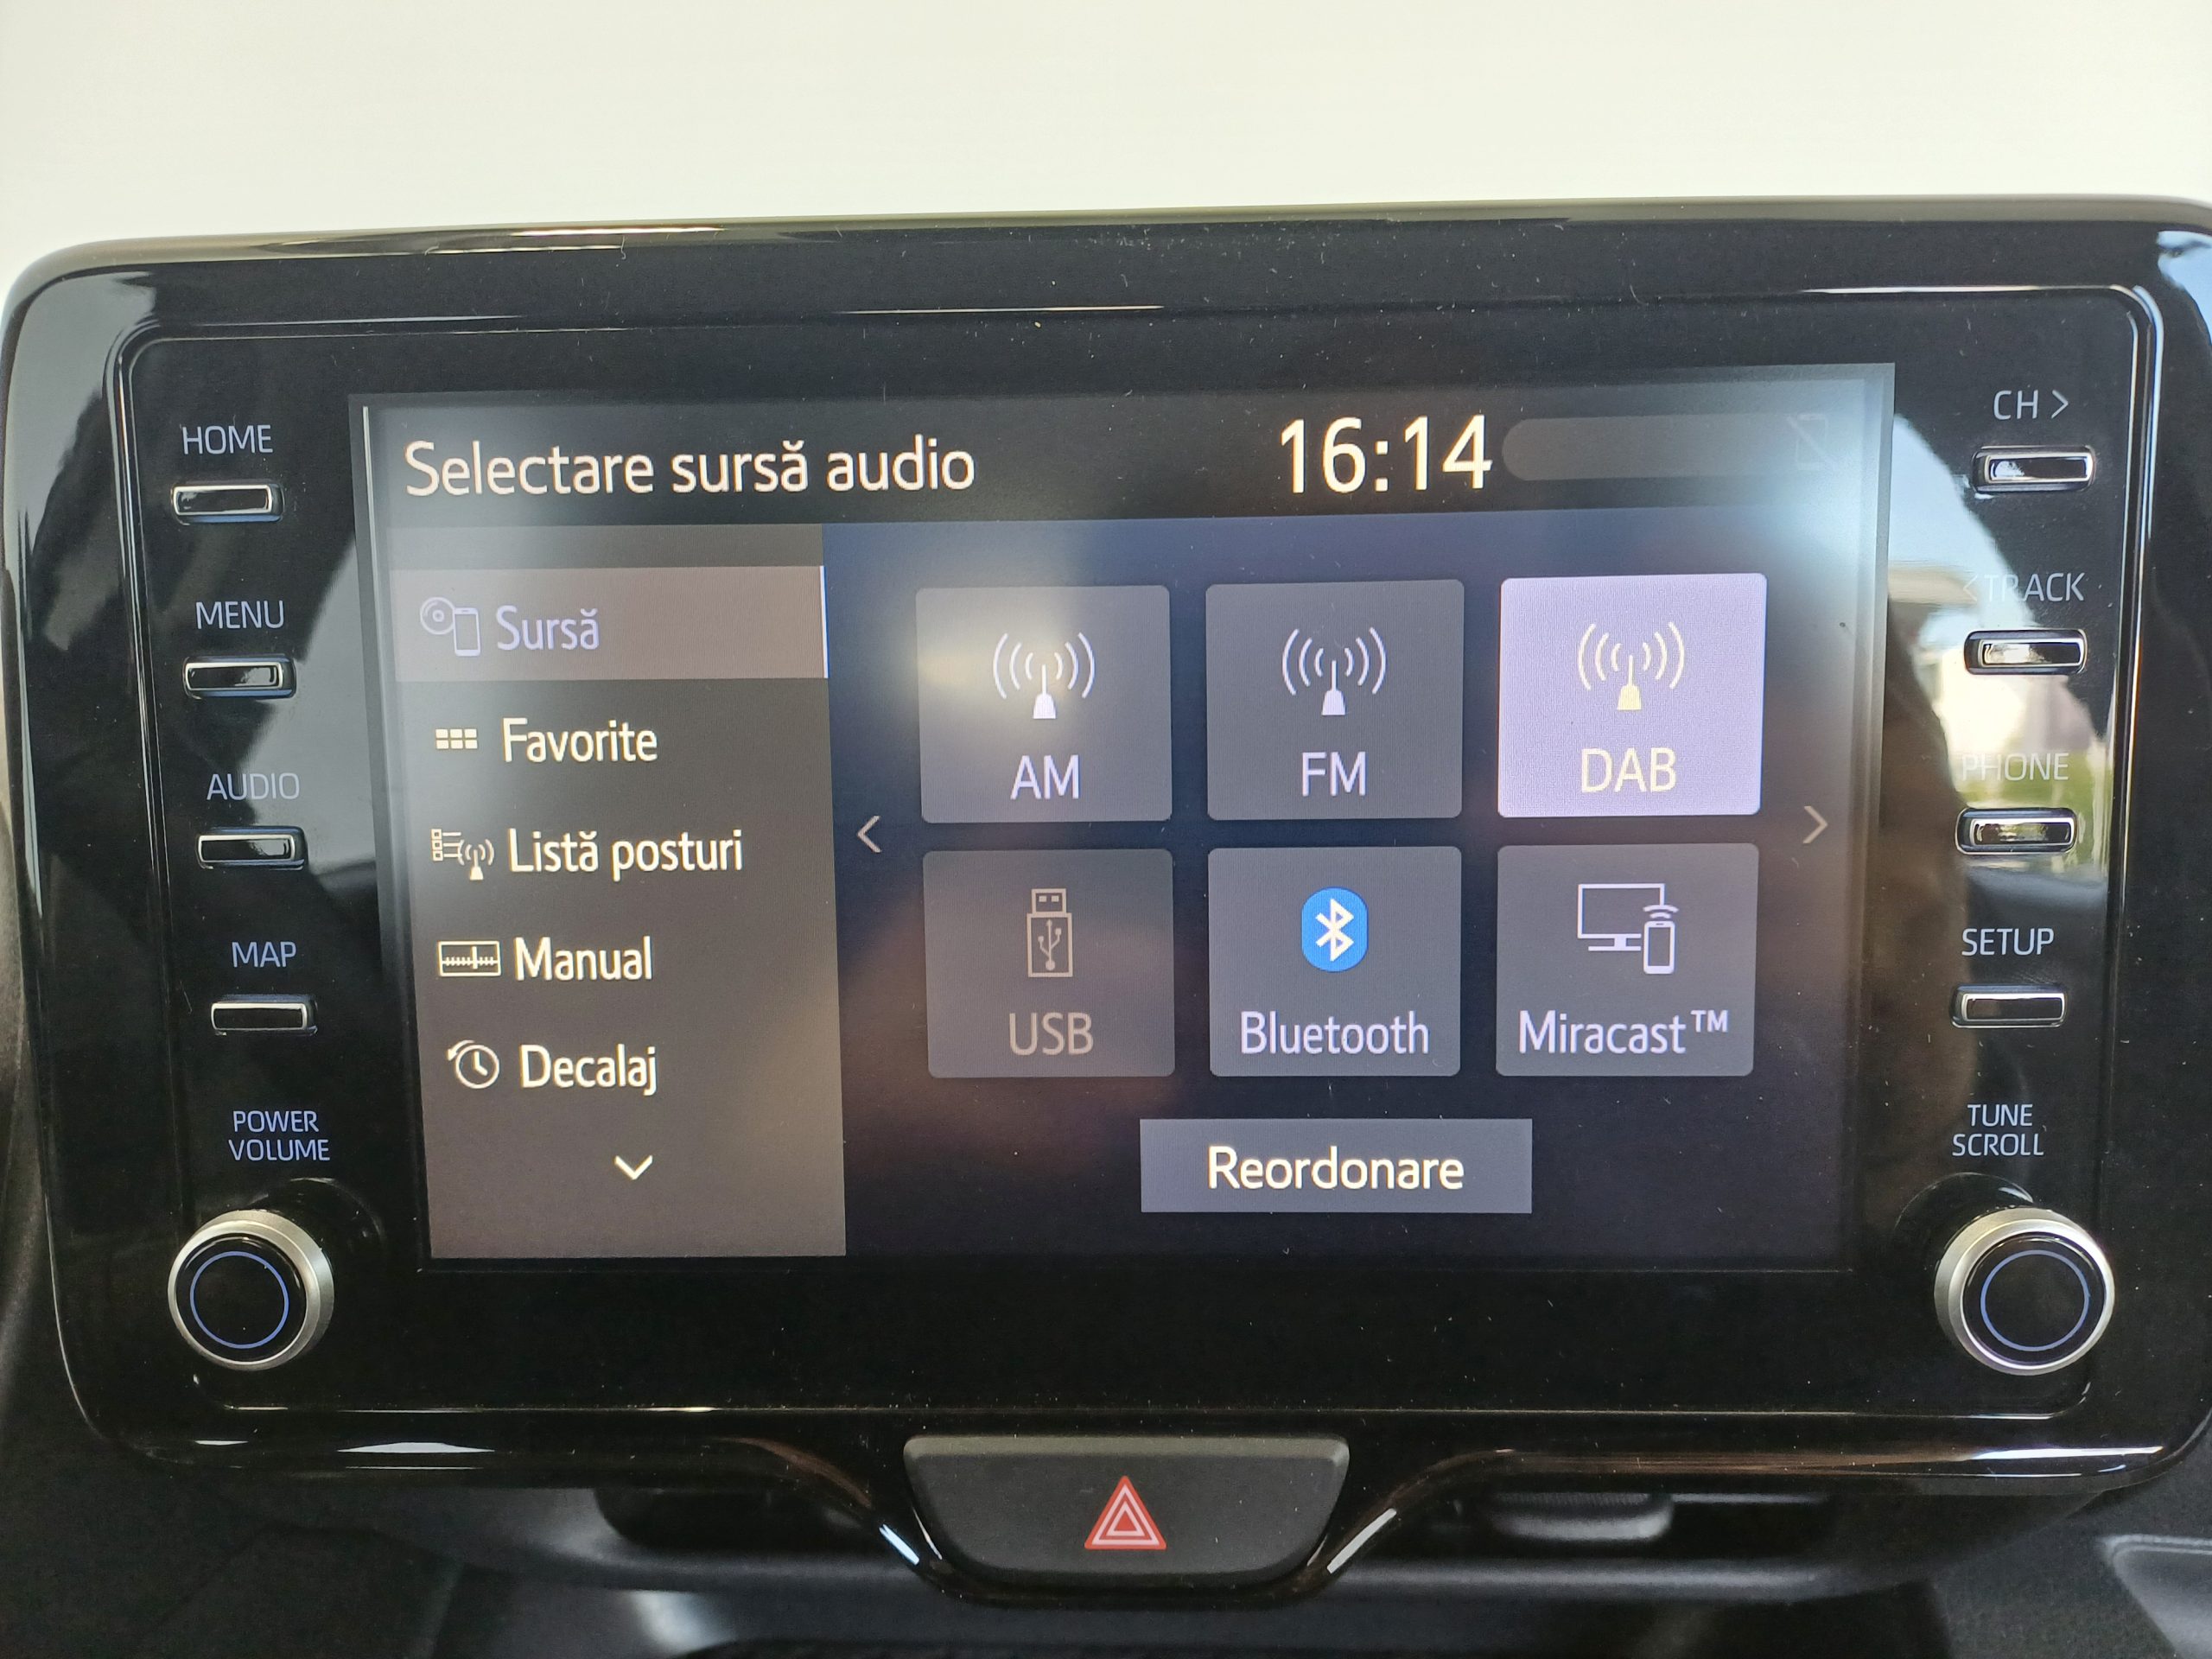 HOME
MENU
AUDIO
MAP
POWER
VOLUME
Selectare sursă audio
16:14
Sursă
Favorite
Listă posturi
Manual
Decalaj
AM
FM
DAB
USB
Bluetooth
Miracast™
Reordonare
CH >
< TRACK
PHONE
SETUP
TUNE
SCROLL